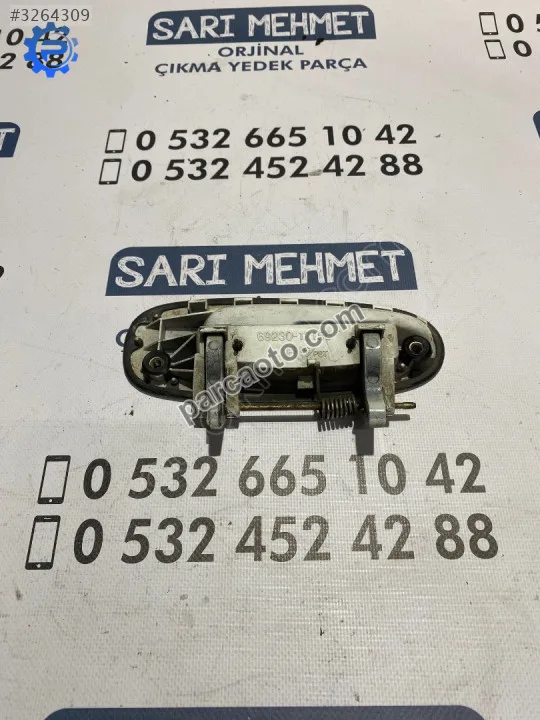 #3264309
SARI MEHMET
ORJİNAL
ÇIKMA YEDEK PARÇA
0 532 665 10 42
0 532 452 42 88
SARI MEHMET
parcaoto.com
0 532 665 10 42
0 532 452 42 88